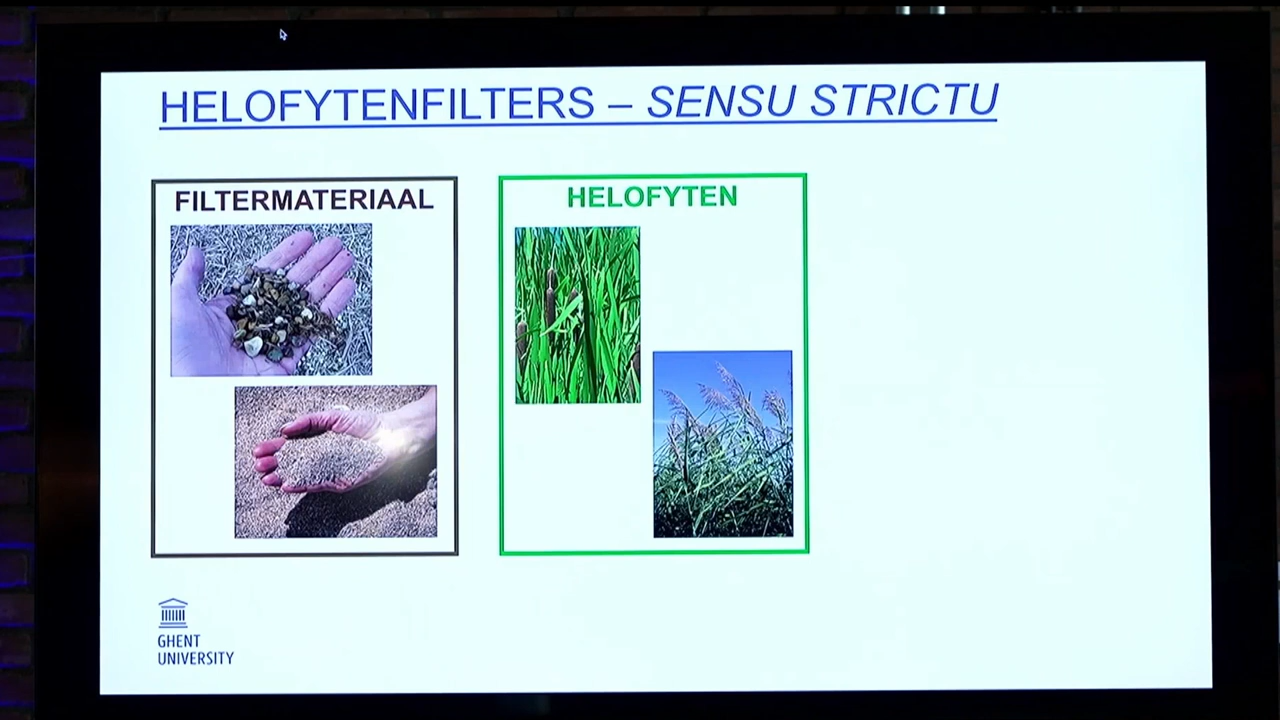 HELOFYTENFILTERS – SENSU STRICTU
FILTERMATERIAAL
HELOFYTEN
GHENT
UNIVERSITY